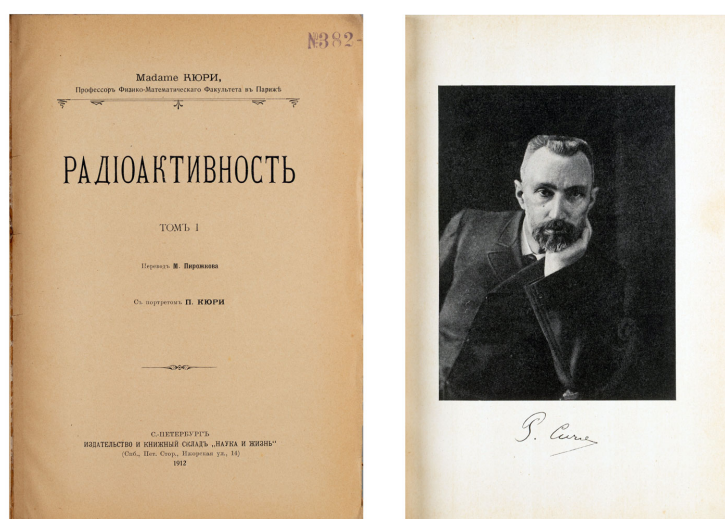 №382-
Madame КЮРИ,
Профессоръ Физико-Математическаго Факультета въ Парижѣ
РАДІОАКТИВНОСТЬ
ТОМЪ I
Переводъ М. Пирожкова
Съ портретомъ П. КЮРИ
С.-ПЕТЕРБУРГЪ
ИЗДАТЕЛЬСТВО И КНИЖНЫЙ СКЛАДЪ „НАУКА И ЖИЗНЬ“
(Спб., Пет. Стор., Ижорская ул., 14)
1912
P. Curie